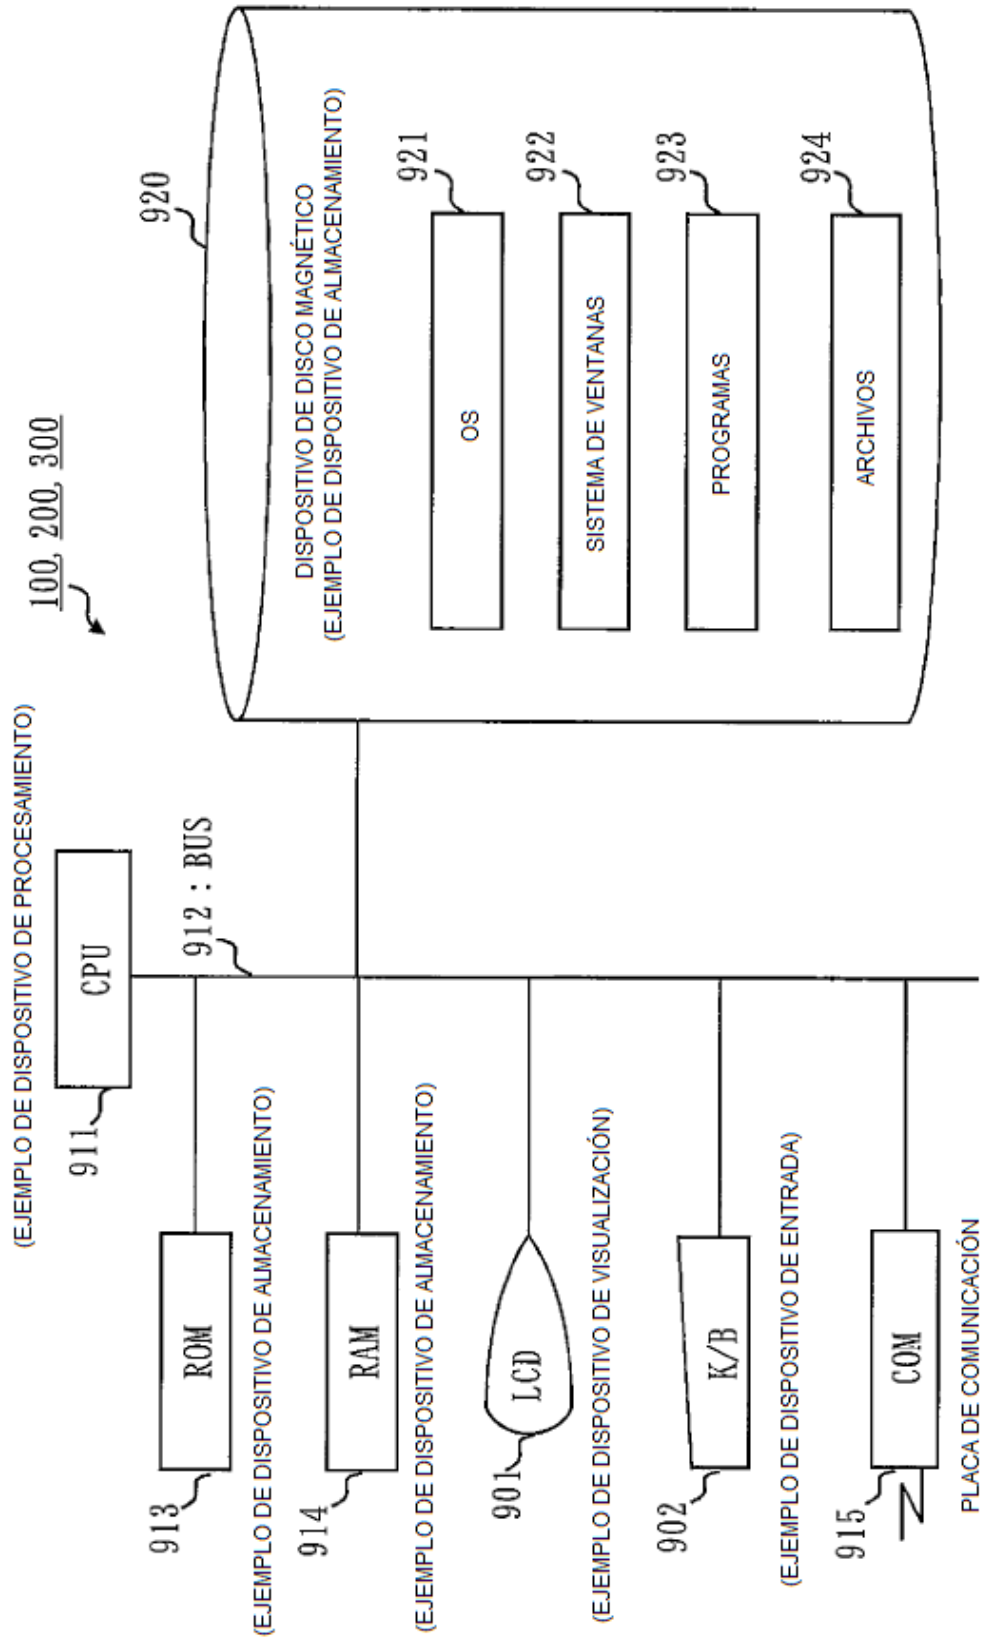 100, 200, 300
(EJEMPLO DE DISPOSITIVO DE PROCESAMIENTO)
CPU
911
912 : BUS
913
ROM
(EJEMPLO DE DISPOSITIVO DE ALMACENAMIENTO)
914
RAM
(EJEMPLO DE DISPOSITIVO DE ALMACENAMIENTO)
901
LCD
(EJEMPLO DE DISPOSITIVO DE VISUALIZACIÓN)
902
K/B
(EJEMPLO DE DISPOSITIVO DE ENTRADA)
915
COM
PLACA DE COMUNICACIÓN
920
DISPOSITIVO DE DISCO MAGNÉTICO
(EJEMPLO DE DISPOSITIVO DE ALMACENAMIENTO)
921
OS
922
SISTEMA DE VENTANAS
923
PROGRAMAS
924
ARCHIVOS